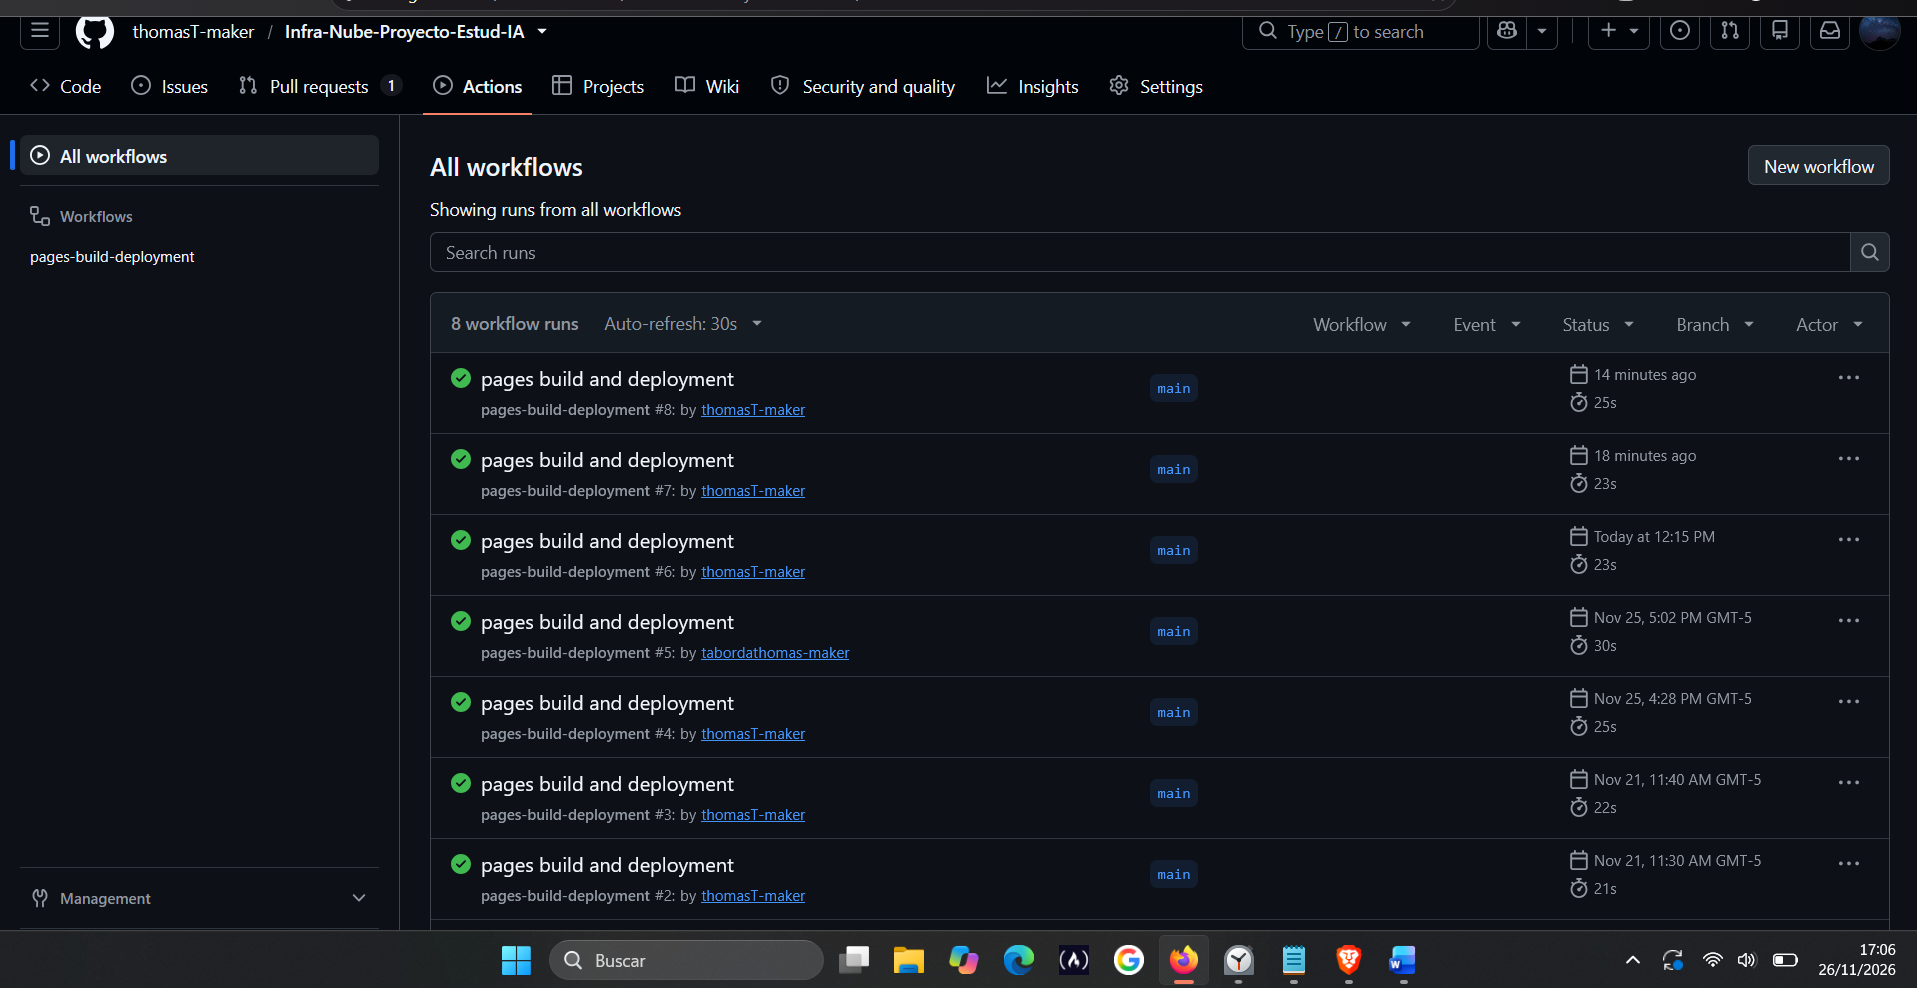 thomasT-maker / Infra-Nube-Proyecto-Estud-IA
Type / to search
Code Issues Pull requests 1 Actions Projects Wiki Security and quality Insights Settings
All workflows
Workflows
pages-build-deployment
Management
All workflows
New workflow
Showing runs from all workflows
Search runs
8 workflow runs Auto-refresh: 30s Workflow Event Status Branch Actor
pages build and deployment
pages-build-deployment #8: by thomasT-maker
main
14 minutes ago
25s
pages build and deployment
pages-build-deployment #7: by thomasT-maker
main
18 minutes ago
23s
pages build and deployment
pages-build-deployment #6: by thomasT-maker
main
Today at 12:15 PM
23s
pages build and deployment
pages-build-deployment #5: by tabordathomas-maker
main
Nov 25, 5:02 PM GMT-5
30s
pages build and deployment
pages-build-deployment #4: by thomasT-maker
main
Nov 25, 4:28 PM GMT-5
25s
pages build and deployment
pages-build-deployment #3: by thomasT-maker
main
Nov 21, 11:40 AM GMT-5
22s
pages build and deployment
pages-build-deployment #2: by thomasT-maker
main
Nov 21, 11:30 AM GMT-5
21s
Buscar
17:06
26/11/2026